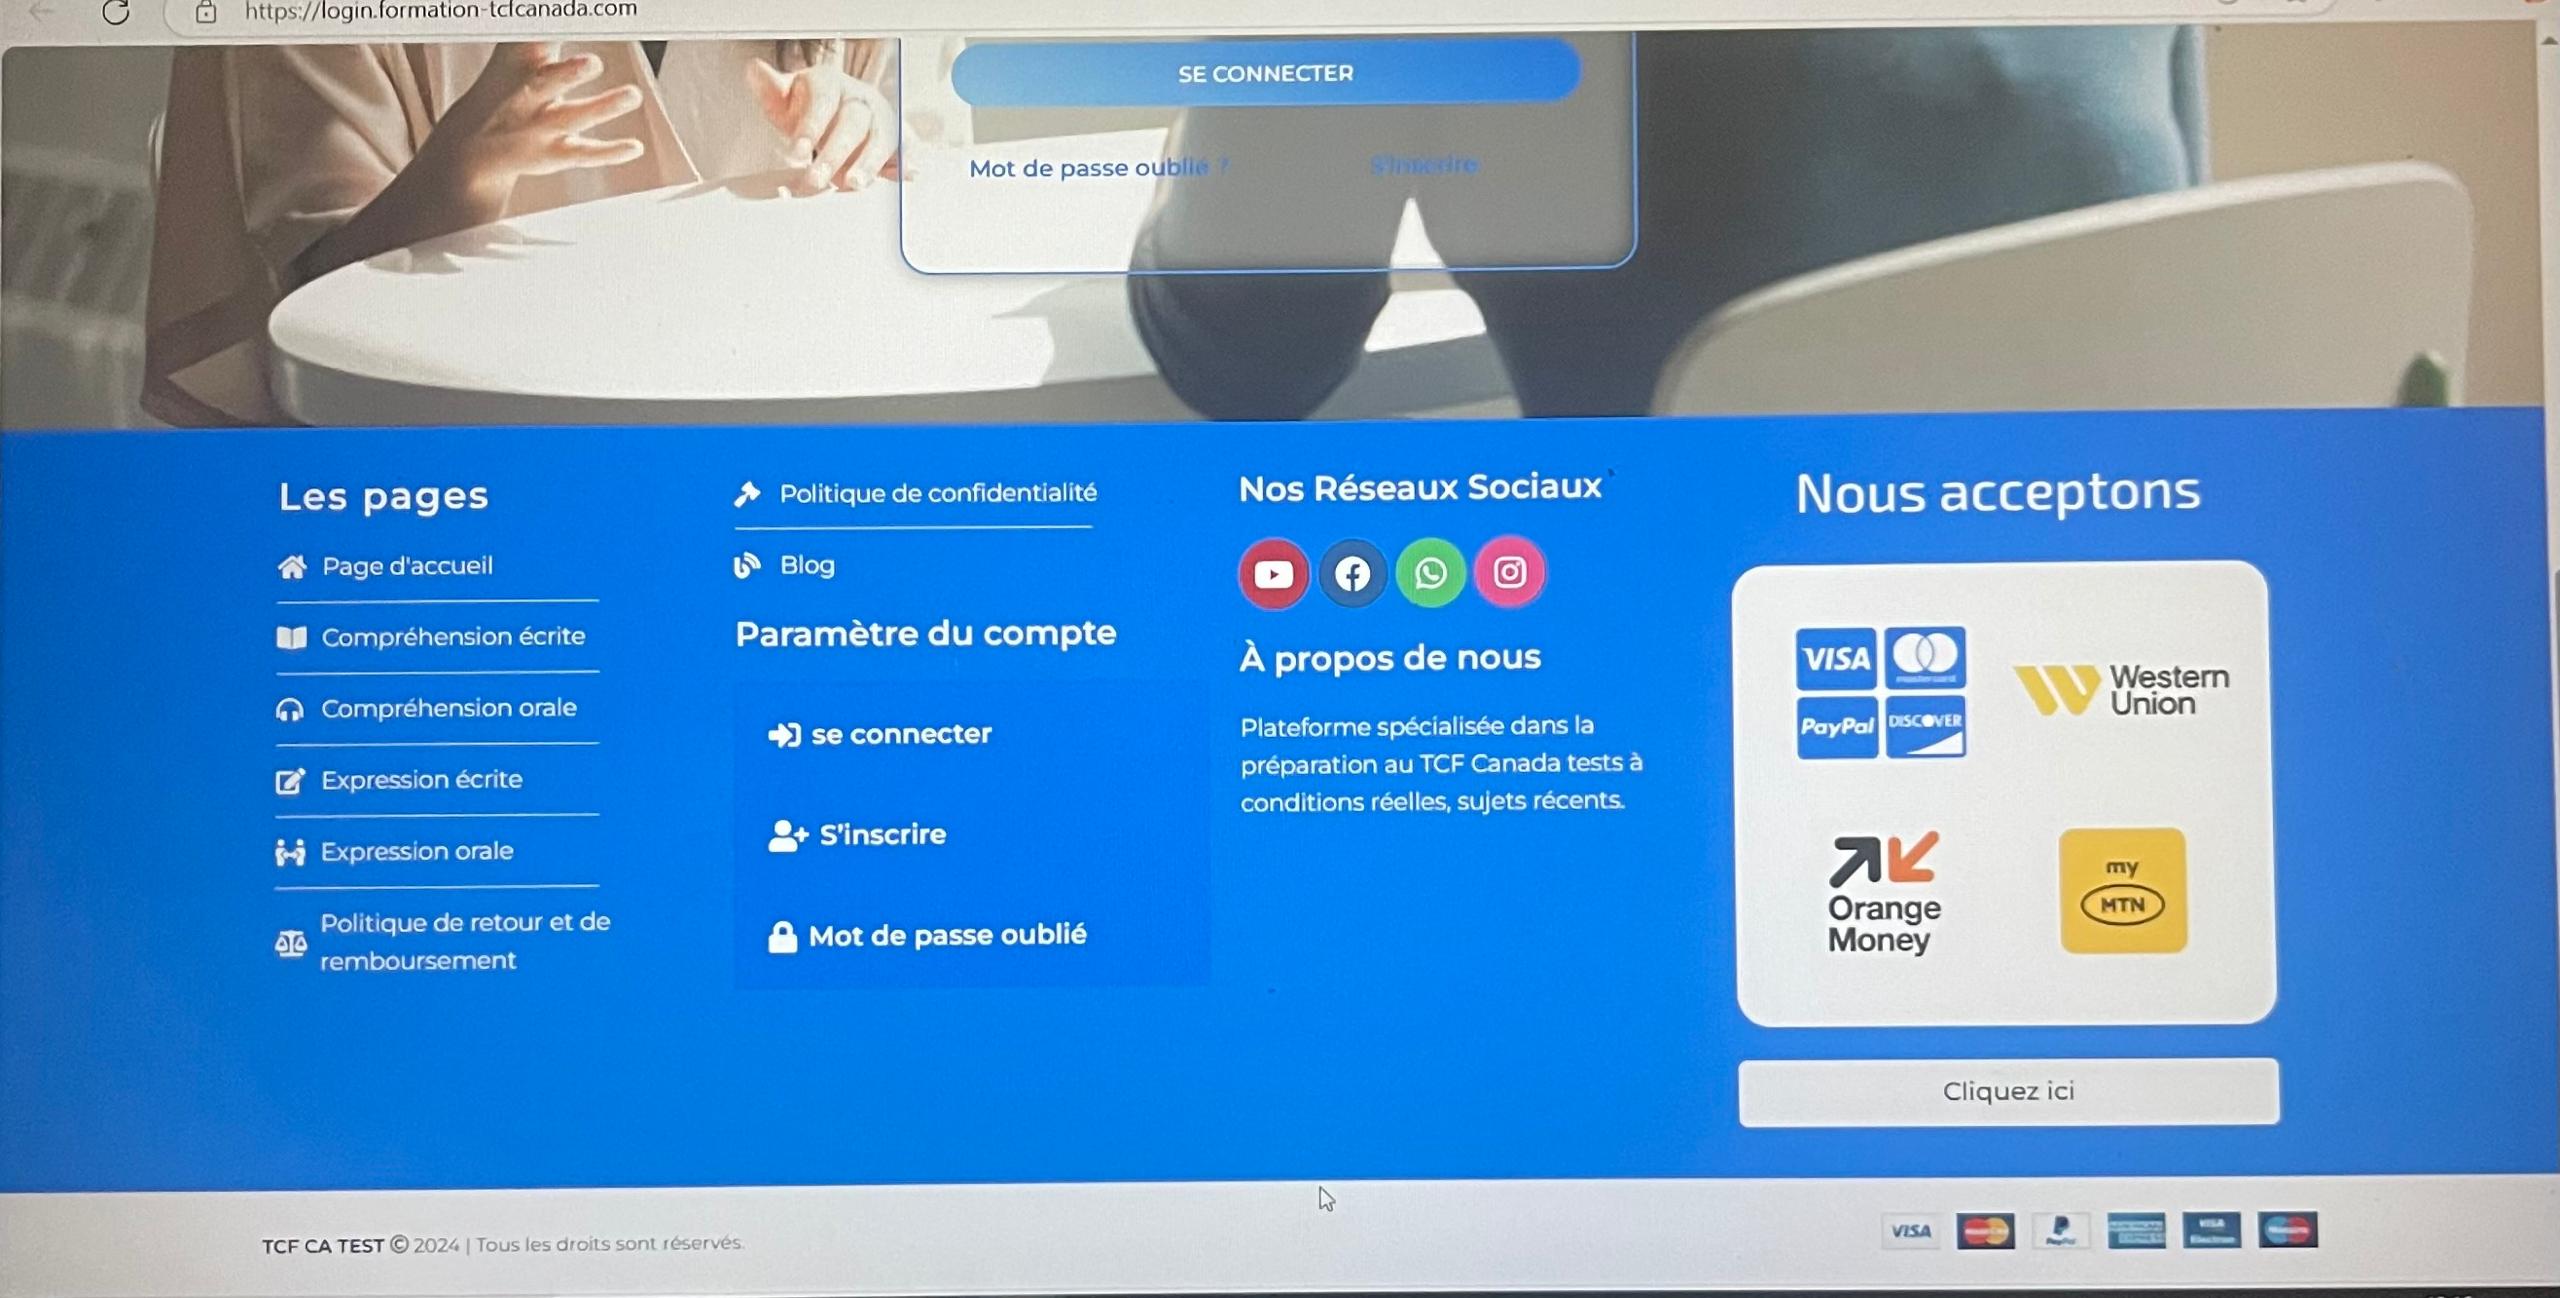 https://login.formation-tcfcanada.com
SE CONNECTER
Mot de passe oublié ?
S'inscrire
Les pages
Page d'accueil
Compréhension écrite
Compréhension orale
Expression écrite
Expression orale
Politique de retour et de
remboursement
Politique de confidentialité
Blog
Paramètre du compte
se connecter
S'inscrire
Mot de passe oublié
Nos Réseaux Sociaux
À propos de nous
Plateforme spécialisée dans la
préparation au TCF Canada tests à
conditions réelles, sujets récents.
Nous acceptons
VISA
mastercard
PayPal
DISCOVER
Western
Union
Orange
Money
my
MTN
Cliquez ici
TCF CA TEST © 2024 | Tous les droits sont réservés.
VISA
PayPal
VISA
Electron